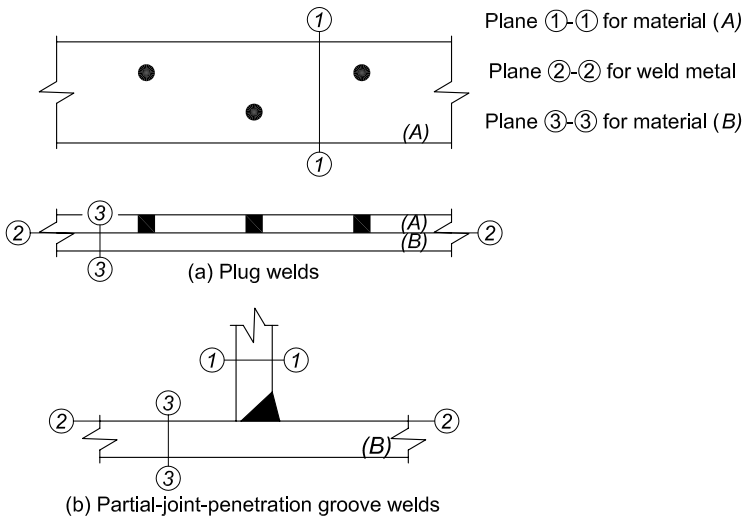 ①
Plane ①-① for material (A)
Plane ②-② for weld metal
Plane ③-③ for material (B)
(A)
①
③
② (A) ②
(B)
③
(a) Plug welds
① ①
③
② ②
(B)
③
(b) Partial-joint-penetration groove welds